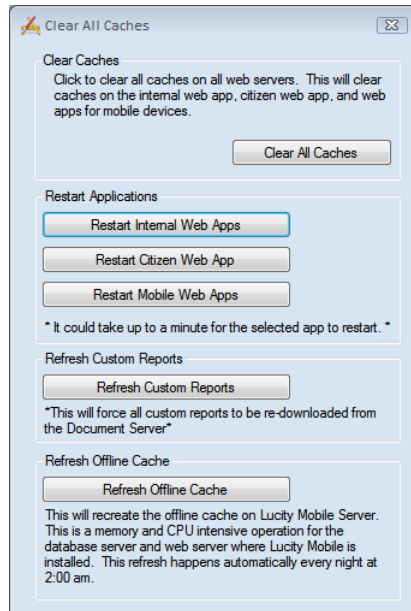 Clear All Caches
Clear Caches
Click to clear all caches on all web servers.  This will clear
caches on the internal web app, citizen web app, and web
apps for mobile devices.
Clear All Caches
Restart Applications
Restart Internal Web Apps
Restart Citizen Web App
Restart Mobile Web Apps
* It could take up to a minute for the selected app to restart. *
Refresh Custom Reports
Refresh Custom Reports
*This will force all custom reports to be re-downloaded from
the Document Server*
Refresh Offline Cache
Refresh Offline Cache
This will recreate the offline cache on Lucity Mobile Server.
This is a memory and CPU intensive operation for the
database server and web server where Lucity Mobile is
installed.  This refresh happens automatically every night at
2:00 am.